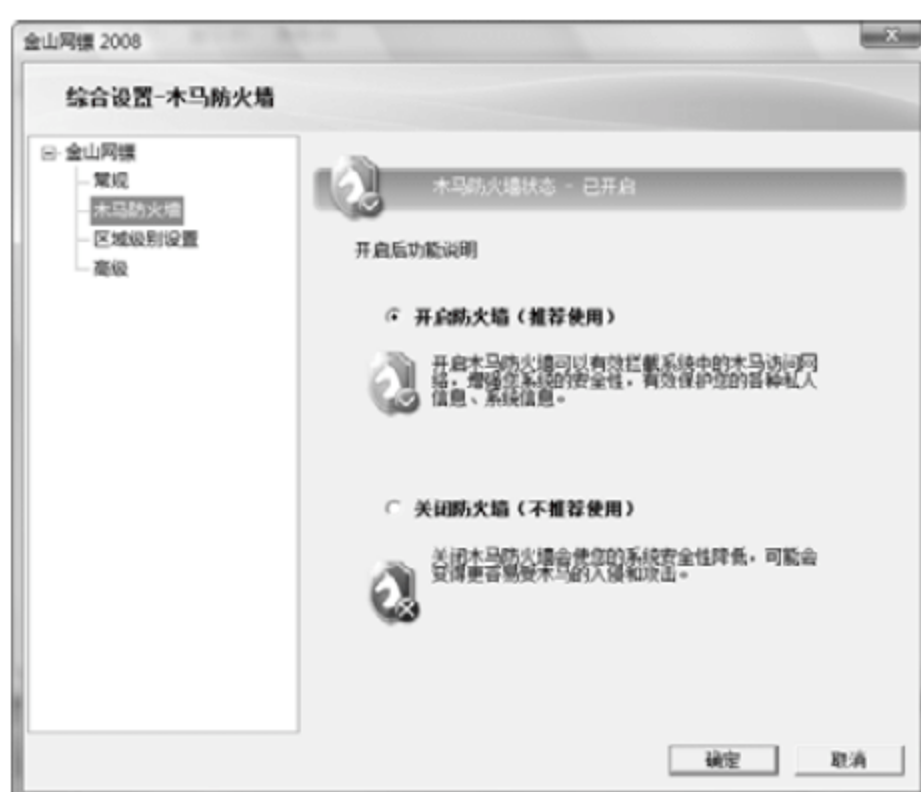 金山网镖 2008
综合设置-木马防火墙
金山网镖
常规
木马防火墙
区域级别设置
高级
木马防火墙状态 - 已开启
开启后功能说明
开启防火墙（推荐使用）
开启木马防火墙可以有效拦截系统中的木马访问网
络，增强您系统的安全性，有效保护您的各种私人
信息、系统信息。
关闭防火墙（不推荐使用）
关闭木马防火墙会使您的系统安全性降低，可能会
变得更容易受木马的入侵和攻击。
确定
取消